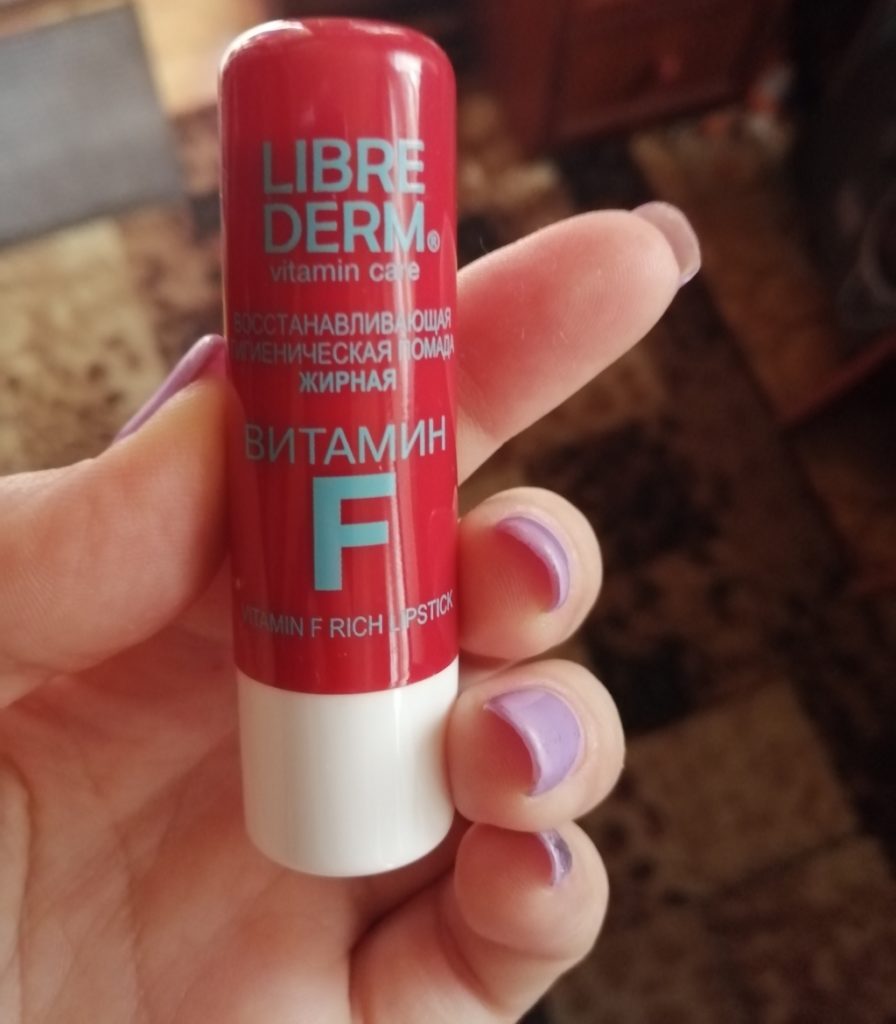 LIBRE
DERM®
vitamin care
ВОССТАНАВЛИВАЮЩАЯ
ГИГИЕНИЧЕСКАЯ ПОМАДА
ЖИРНАЯ
ВИТАМИН
F
VITAMIN F RICH LIPSTICK